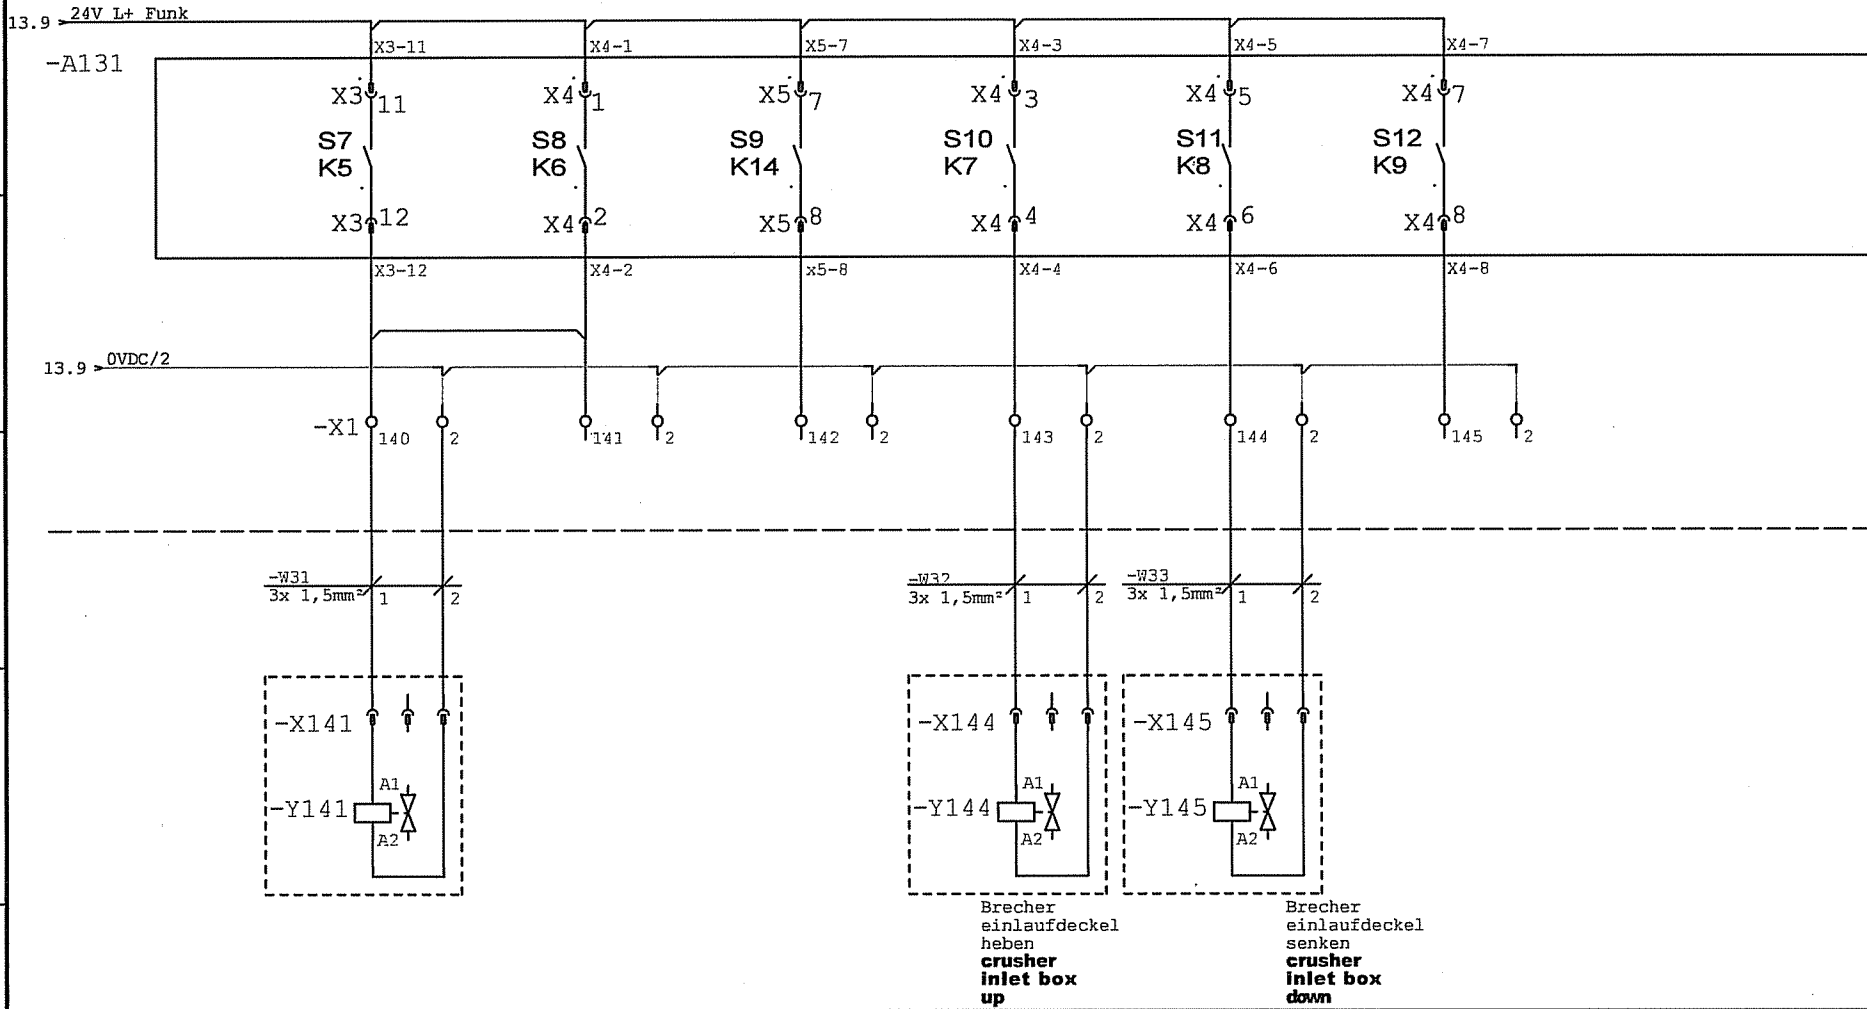 13.9 24V L+ Funk
X3-11 X4-1 X5-7 X4-3 X4-5 X4-7
-A131
X3 11 X4 1 X5 7 X4 3 X4 5 X4 7
S7 S8 S9 S10 S11 S12
K5 K6 K14 K7 K8 K9
X3 12 X4 2 X5 8 X4 4 X4 6 X4 8
X3-12 X4-2 x5-8 X4-4 X4-6 X4-8
13.9 0VDC/2
-X1 140 2 141 2 142 2 143 2 144 2 145 2
-W31 -W32 -W33
3x 1,5mm² 1 2 3x 1,5mm² 1 2 3x 1,5mm² 1 2
-X141 -X144 -X145
A1 A1 A1
-Y141 -Y144 -Y145
A2 A2 A2
Brecher
einlaufdeckel
heben
crusher
inlet box
up
Brecher
einlaufdeckel
senken
crusher
inlet box
down